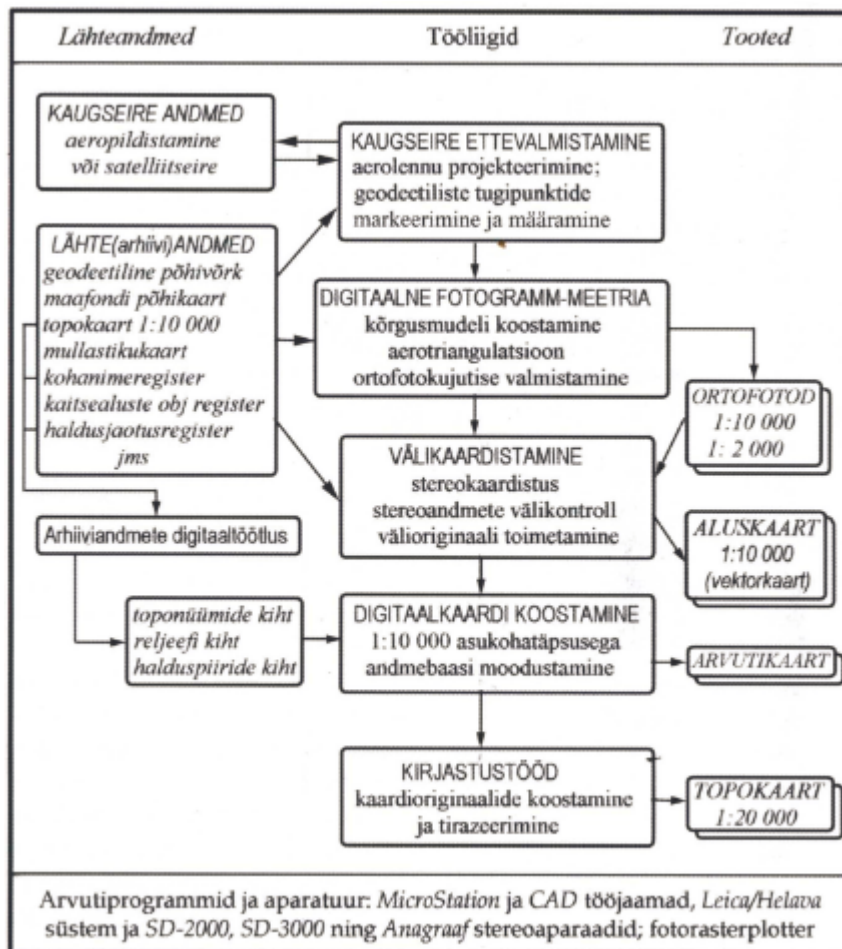 Lähteandmed
Tööliigid
Tooted
KAUGSEIRE ANDMED
aeropildistamine
või satelliitseire
KAUGSEIRE ETTEVALMISTAMINE
aerolennu projekteerimine;
geodeetiliste tugipunktide
markeerimine ja määramine
LÄHTE(arhiivi)ANDMED
geodeetiline põhivõrk
maafondi põhikaart
topokaart 1:10 000
mullastikukaart
kohanimeregister
kaitsealuste obj register
haldusjaotusregister
jms
DIGITAALNE FOTOGRAMM-MEETRIA
kõrgusmudeli koostamine
aerotriangulatsioon
ortofotokujutise valmistamine
ORTOFOTOD
1:10 000
1: 2 000
VÄLIKAARDISTAMINE
stereokaardistus
stereoandmete välikontroll
välioriginaali toimetamine
Arhiiviandmete digitaaltöötlus
ALUSKAART
1:10 000
(vektorkaart)
toponüümide kiht
reljeefi kiht
halduspiiride kiht
DIGITAALKAARDI KOOSTAMINE
1:10 000 asukohatäpsusega
andmebaasi moodustamine
ARVUTIKAART
KIRJASTUSTÖÖD
kaardioriginaalide koostamine
ja tirazeerimine
TOPOKAART
1:20 000
Arvutiprogrammid ja aparatuur: MicroStation ja CAD tööjaamad, Leica/Helava
süstem ja SD-2000, SD-3000 ning Anagraaf stereoaparaadid; fotorasterplotter